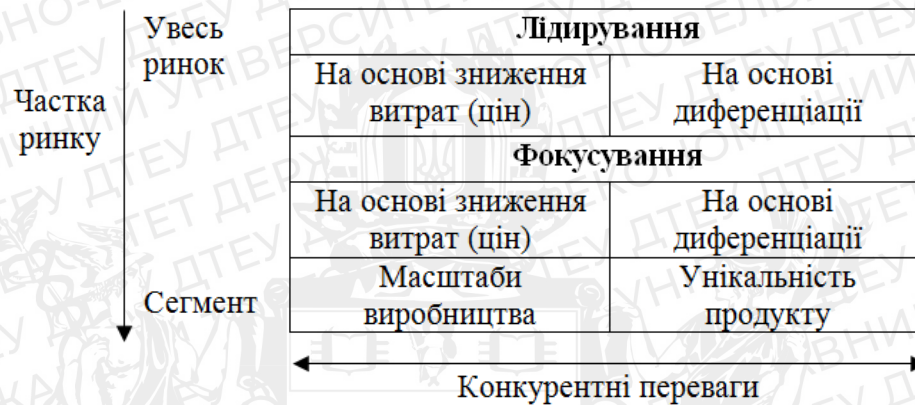 Увесь
ринок
Частка
ринку
Сегмент
Лідирування
На основі зниження
витрат (цін)
На основі
диференціації
Фокусування
На основі зниження
витрат (цін)
На основі
диференціації
Масштаби
виробництва
Унікальність
продукту
Конкурентні переваги